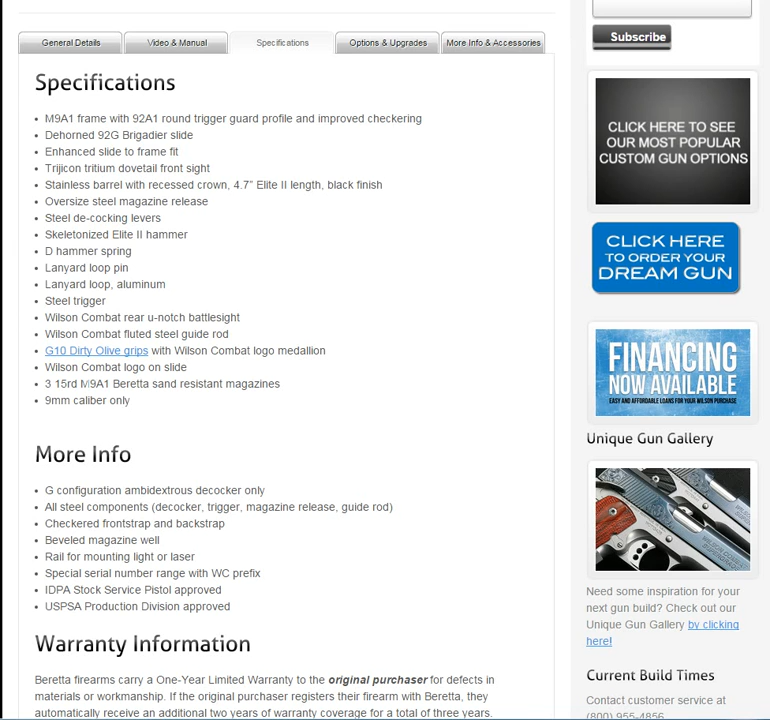 General Details
Video & Manual
Specifications
Options & Upgrades
More Info & Accessories
Specifications
• M9A1 frame with 92A1 round trigger guard profile and improved checkering
• Dehorned 92G Brigadier slide
• Enhanced slide to frame fit
• Trijicon tritium dovetail front sight
• Stainless barrel with recessed crown, 4.7” Elite II length, black finish
• Oversize steel magazine release
• Steel de-cocking levers
• Skeletonized Elite II hammer
• D hammer spring
• Lanyard loop pin
• Lanyard loop, aluminum
• Steel trigger
• Wilson Combat rear u-notch battlesight
• Wilson Combat fluted steel guide rod
• G10 Dirty Olive grips with Wilson Combat logo medallion
• Wilson Combat logo on slide
• 3 15rd M9A1 Beretta sand resistant magazines
• 9mm caliber only
More Info
• G configuration ambidextrous decocker only
• All steel components (decocker, trigger, magazine release, guide rod)
• Checkered frontstrap and backstrap
• Beveled magazine well
• Rail for mounting light or laser
• Special serial number range with WC prefix
• IDPA Stock Service Pistol approved
• USPSA Production Division approved
Warranty Information
Beretta firearms carry a One-Year Limited Warranty to the original purchaser for defects in
materials or workmanship. If the original purchaser registers their firearm with Beretta, they
automatically receive an additional two years of warranty coverage for a total of three years.
Subscribe
CLICK HERE TO SEE
OUR MOST POPULAR
CUSTOM GUN OPTIONS
CLICK HERE
TO ORDER YOUR
DREAM GUN
FINANCING
NOW AVAILABLE
EASY AND AFFORDABLE LOANS FOR YOUR WILSON PURCHASE
Unique Gun Gallery
Need some inspiration for your
next gun build? Check out our
Unique Gun Gallery by clicking
here!
Current Build Times
Contact customer service at
(800) 955-4856